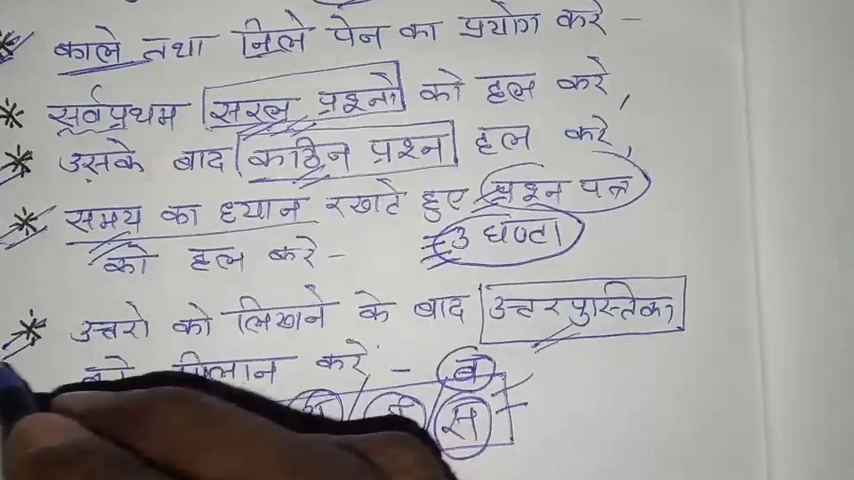 काले तथा निले पेन का प्रयोग करे -
सर्वप्रथम सरल प्रश्नो को हल करे,
उसके बाद कठिन प्रश्न हल करे,
समय का ध्यान रखते हुए प्रश्न पत्र
को हल करे - 3 घण्टा
उत्तरो को लिखने के बाद उत्तरपुस्तिका
को मिलान करे - ब
स